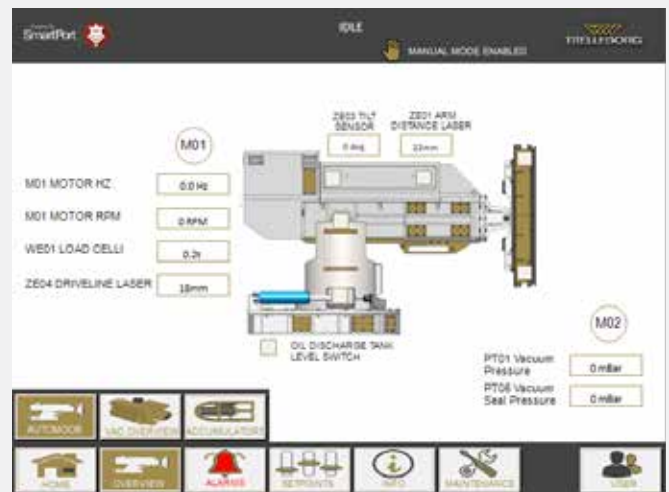 SmartPort
IDLE
MANUAL MODE ENABLED
TRELLEBORG
ZE03 TILT
SENSOR
ZE01 ARM
DISTANCE LASER
0 deg
22mm
M01
M01 MOTOR HZ
0.0 Hz
M01 MOTOR RPM
0 RPM
WE01 LOAD CELL1
0.2t
ZE04 DRIVELINE LASER
18mm
OIL DISCHARGE TANK
LEVEL SWITCH
M02
PT01 Vacuum
Pressure
0 mBar
Seal Pressure
0 mBar
AUTOMOOR
VAC OVERVIEW
ACCUMULATORS
HOME
OVERVIEW
ALARMS
SETPOINTS
INFO
MAINTENANCE
USER